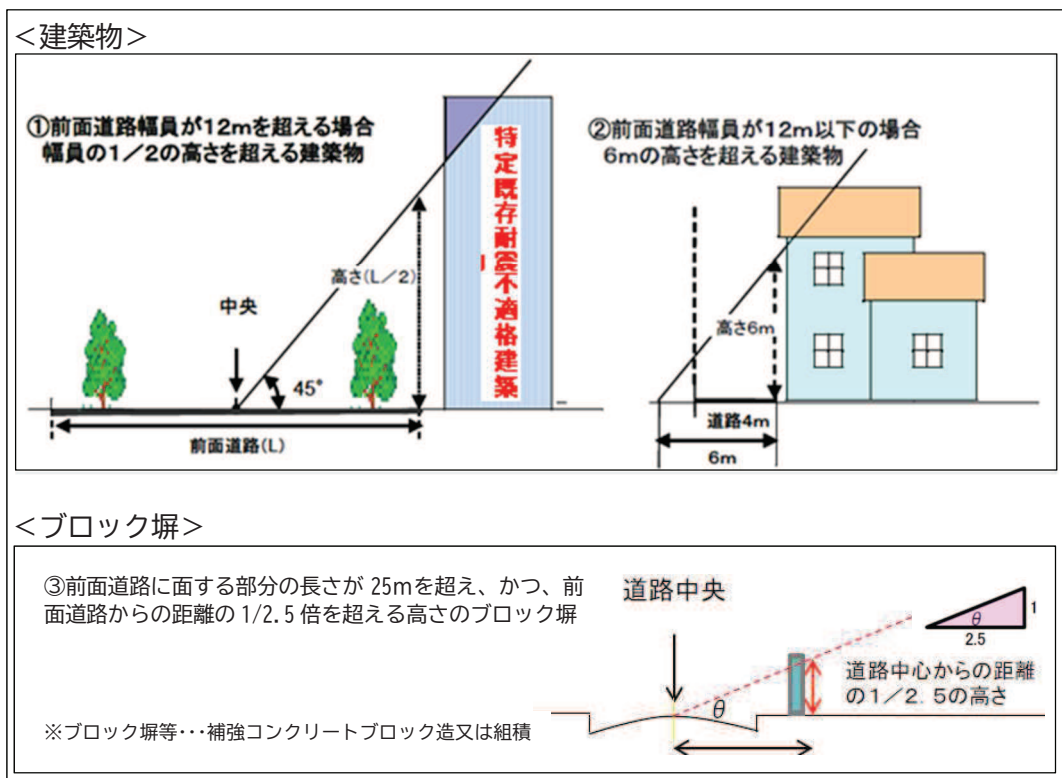 ＜建築物＞
①前面道路幅員が12mを超える場合
幅員の1／2の高さを超える建築物
特定既存耐震不適格建築
高さ(L／2)
中央
45°
前面道路(L)
②前面道路幅員が12m以下の場合
6mの高さを超える建築物
高さ6m
道路4m
6m
＜ブロック塀＞
③前面道路に面する部分の長さが 25mを超え、かつ、前
面道路からの距離の 1/2.5 倍を超える高さのブロック塀
※ブロック塀等･･･補強コンクリートブロック造又は組積
道路中央
θ
1
2.5
道路中心からの距離
の1／2.5の高さ
θ